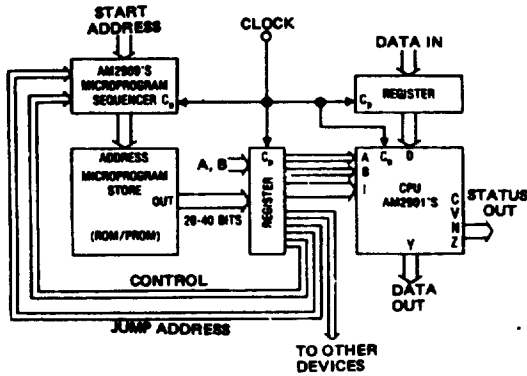 START
ADDRESS
CLOCK
DATA IN
AM2909'S
MICROPROGRAM
SEQUENCER Cp
Cp REGISTER
ADDRESS
MICROPROGRAM
STORE
OUT
(ROM/PROM)
A, B
20-40 BITS
Cp
REGISTER
A Cp D
B
I
CPU
AM2901'S
C
V
N
Z
Y
STATUS
OUT
CONTROL
JUMP ADDRESS
DATA
OUT
TO OTHER
DEVICES